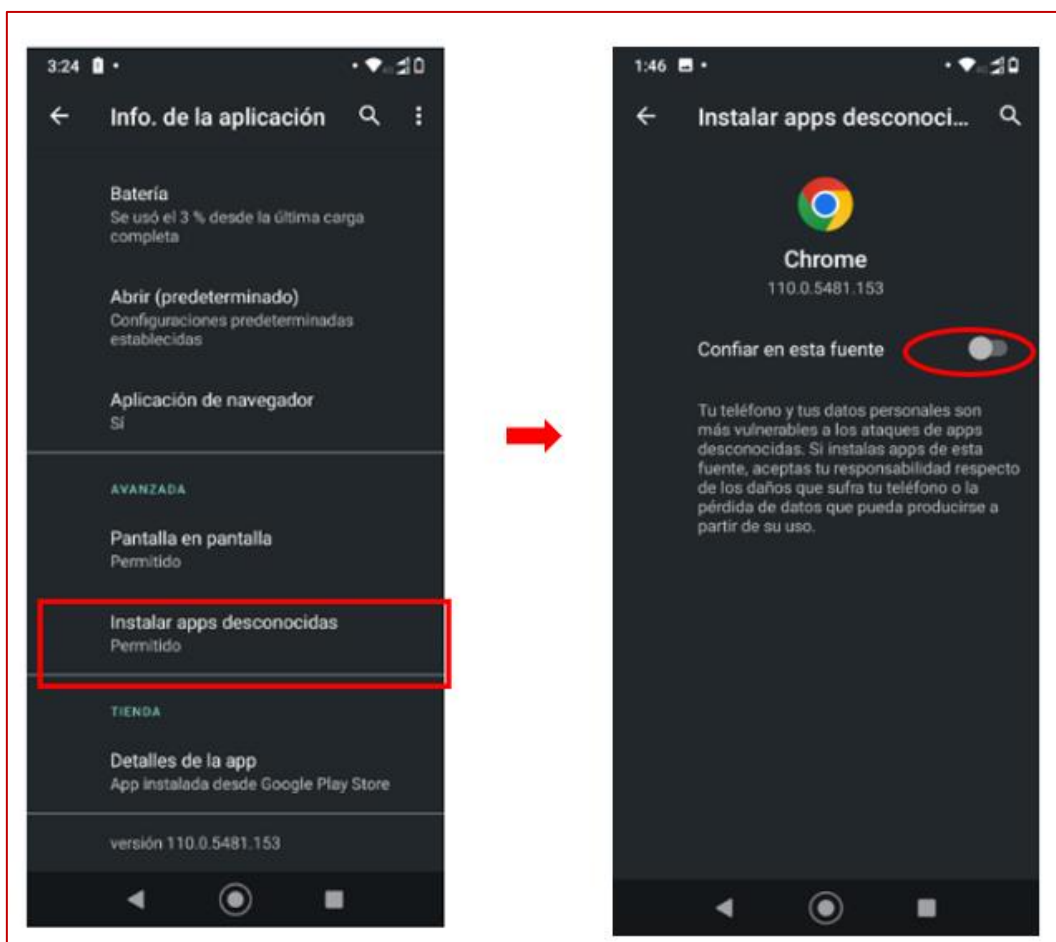 3:24
Info. de la aplicación
Batería
Se usó el 3 % desde la última carga
completa
Abrir (predeterminado)
Configuraciones predeterminadas
establecidas
Aplicación de navegador
Sí
AVANZADA
Pantalla en pantalla
Permitido
Instalar apps desconocidas
Permitido
TIENDA
Detalles de la app
App instalada desde Google Play Store
versión 110.0.5481.153
1:46
Instalar apps desconoci...
Chrome
110.0.5481.153
Confiar en esta fuente
Tu teléfono y tus datos personales son
más vulnerables a los ataques de apps
desconocidas. Si instalas apps de esta
fuente, aceptas tu responsabilidad respecto
de los daños que sufra tu teléfono o la
pérdida de datos que pueda producirse a
partir de su uso.